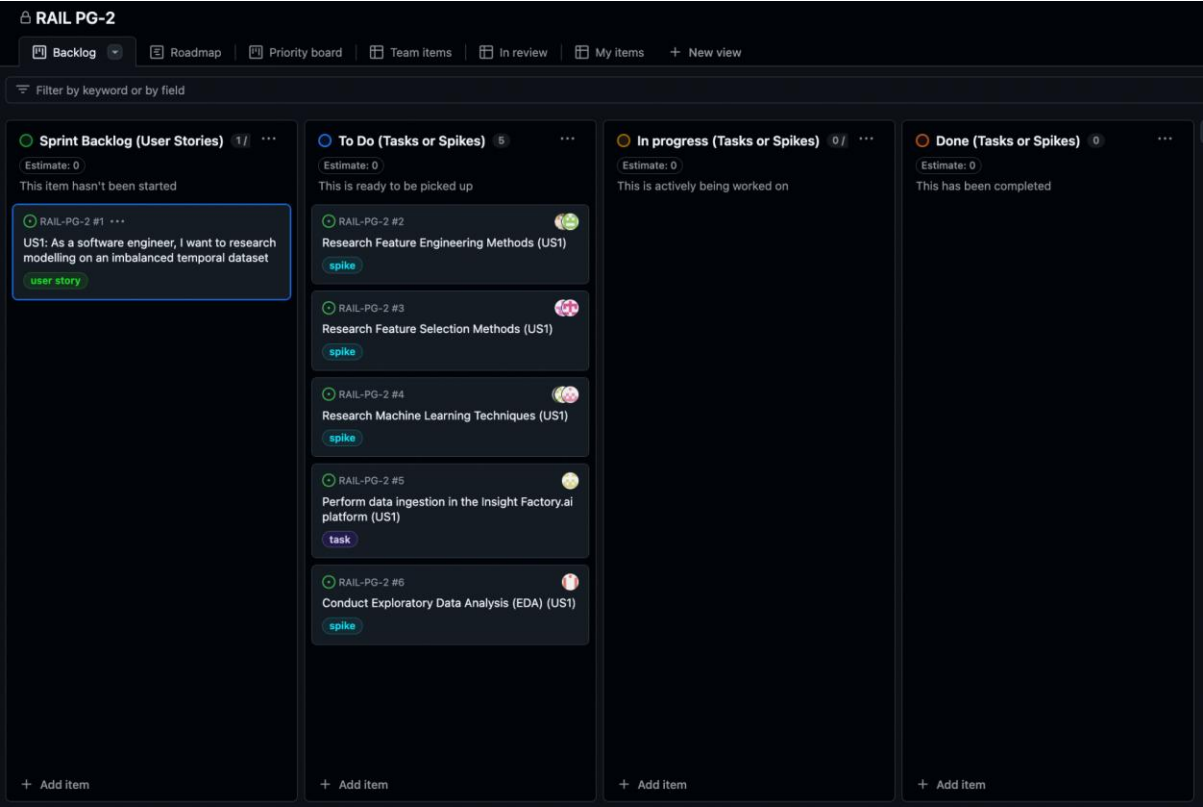 RAIL PG-2
Backlog
Roadmap
Priority board
Team items
In review
My items
+ New view
Filter by keyword or by field
Sprint Backlog (User Stories) 1 / ...
Estimate: 0
This item hasn't been started
RAIL-PG-2 #1 ...
US1: As a software engineer, I want to research
modelling on an imbalanced temporal dataset
user story
+ Add item
To Do (Tasks or Spikes) 5 ...
Estimate: 0
This is ready to be picked up
RAIL-PG-2 #2
Research Feature Engineering Methods (US1)
spike
RAIL-PG-2 #3
Research Feature Selection Methods (US1)
spike
RAIL-PG-2 #4
Research Machine Learning Techniques (US1)
spike
RAIL-PG-2 #5
Perform data ingestion in the Insight Factory.ai
platform (US1)
task
RAIL-PG-2 #6
Conduct Exploratory Data Analysis (EDA) (US1)
spike
+ Add item
In progress (Tasks or Spikes) 0 / ...
Estimate: 0
This is actively being worked on
+ Add item
Done (Tasks or Spikes) 0 ...
Estimate: 0
This has been completed
+ Add item